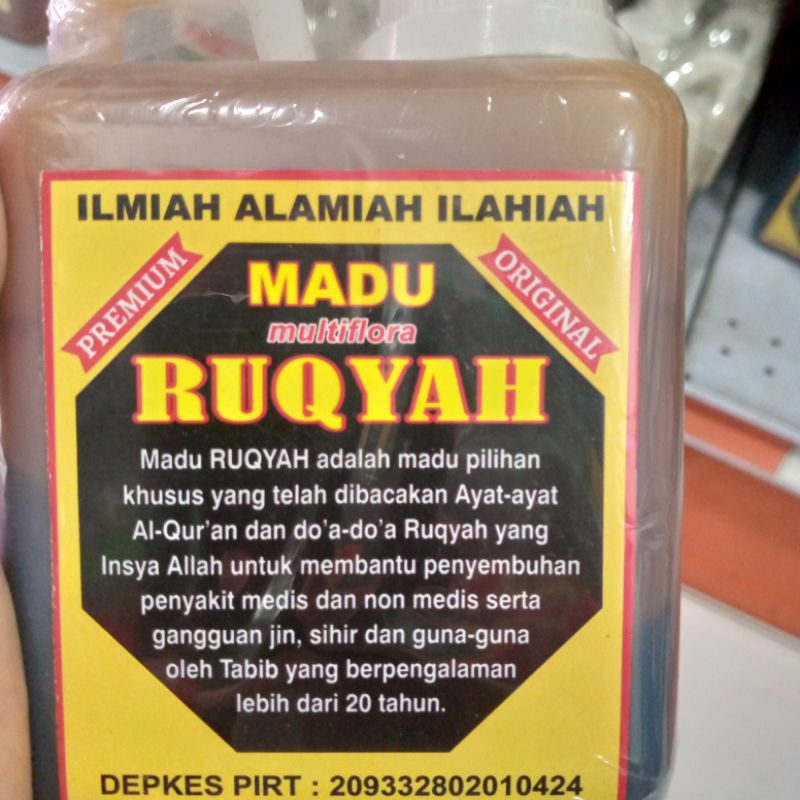 ILMIAH ALAMIAH ILAHIAH
PREMIUM
ORIGINAL
MADU
multiflora
RUQYAH
Madu RUQYAH adalah madu pilihan
khusus yang telah dibacakan Ayat-ayat
Al-Qur'an dan do'a-do'a Ruqyah yang
Insya Allah untuk membantu penyembuhan
penyakit medis dan non medis serta
gangguan jin, sihir dan guna-guna
oleh Tabib yang berpengalaman
lebih dari 20 tahun.
DEPKES PIRT : 209332802010424